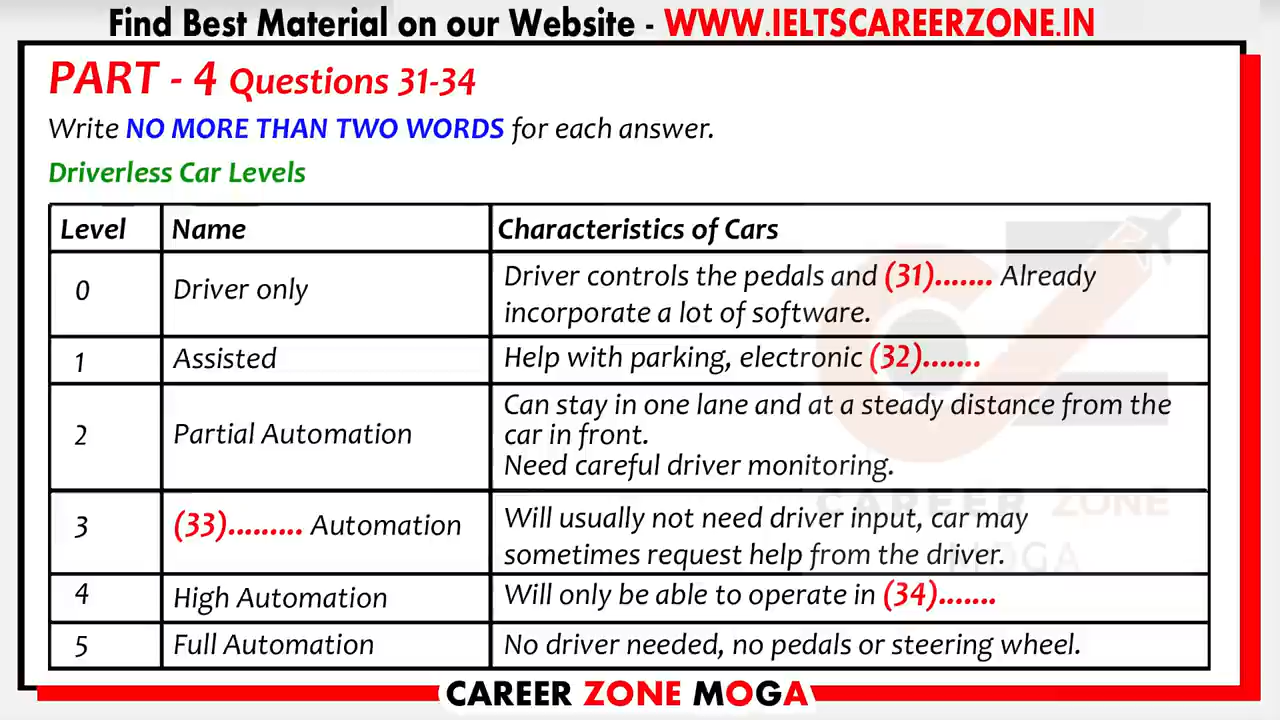 Find Best Material on our Website - WWW.IELTSCAREERZONE.IN
PART - 4 Questions 31-34
Write NO MORE THAN TWO WORDS for each answer.
Driverless Car Levels
Level Name Characteristics of Cars
0 Driver only Driver controls the pedals and (31)....... Already
incorporate a lot of software.
1 Assisted Help with parking, electronic (32).......
2 Partial Automation Can stay in one lane and at a steady distance from the
car in front.
Need careful driver monitoring.
3 (33)......... Automation Will usually not need driver input, car may
sometimes request help from the driver.
4 High Automation Will only be able to operate in (34).......
5 Full Automation No driver needed, no pedals or steering wheel.
CAREER ZONE
MOGA
CAREER ZONE MOGA